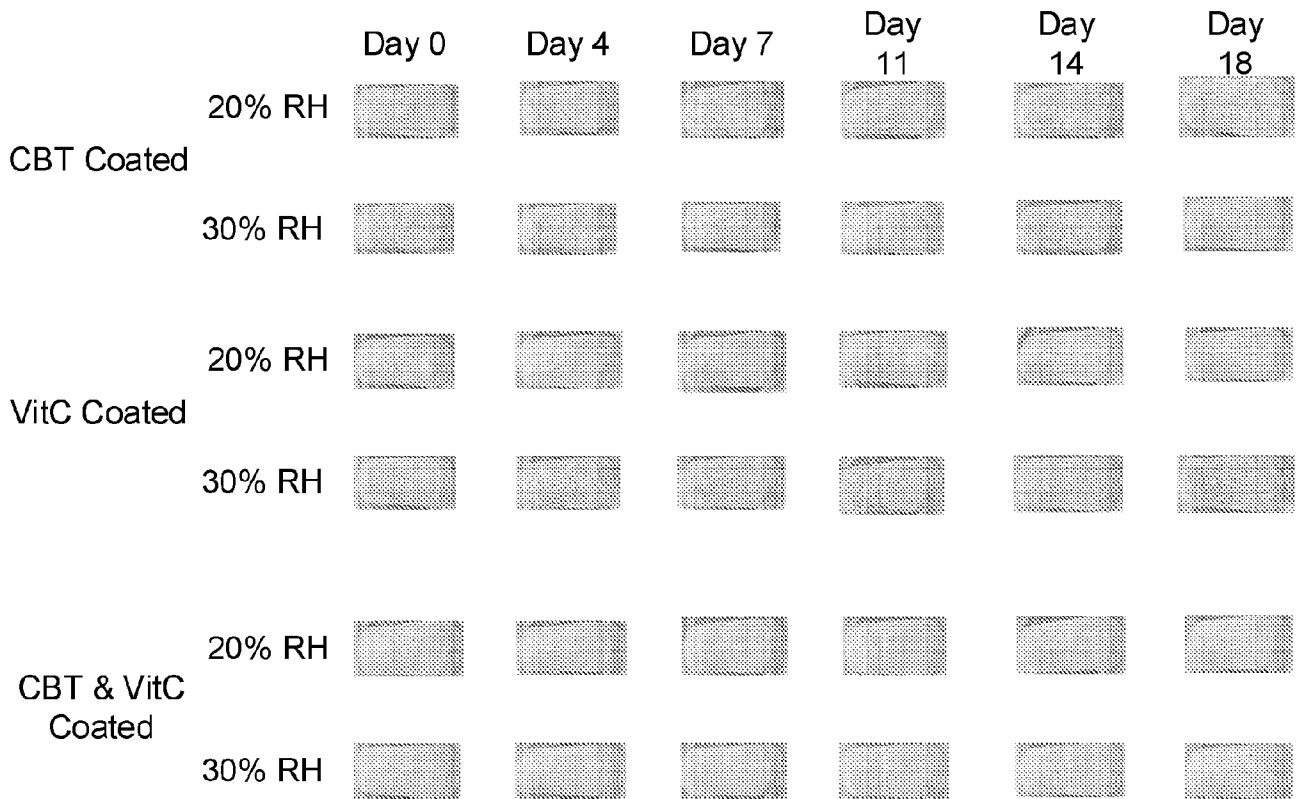 Day 0 Day 4 Day 7 Day 11 Day 14 Day 18
20% RH
CBT Coated
30% RH
20% RH
VitC Coated
30% RH
20% RH
CBT & VitC
Coated
30% RH